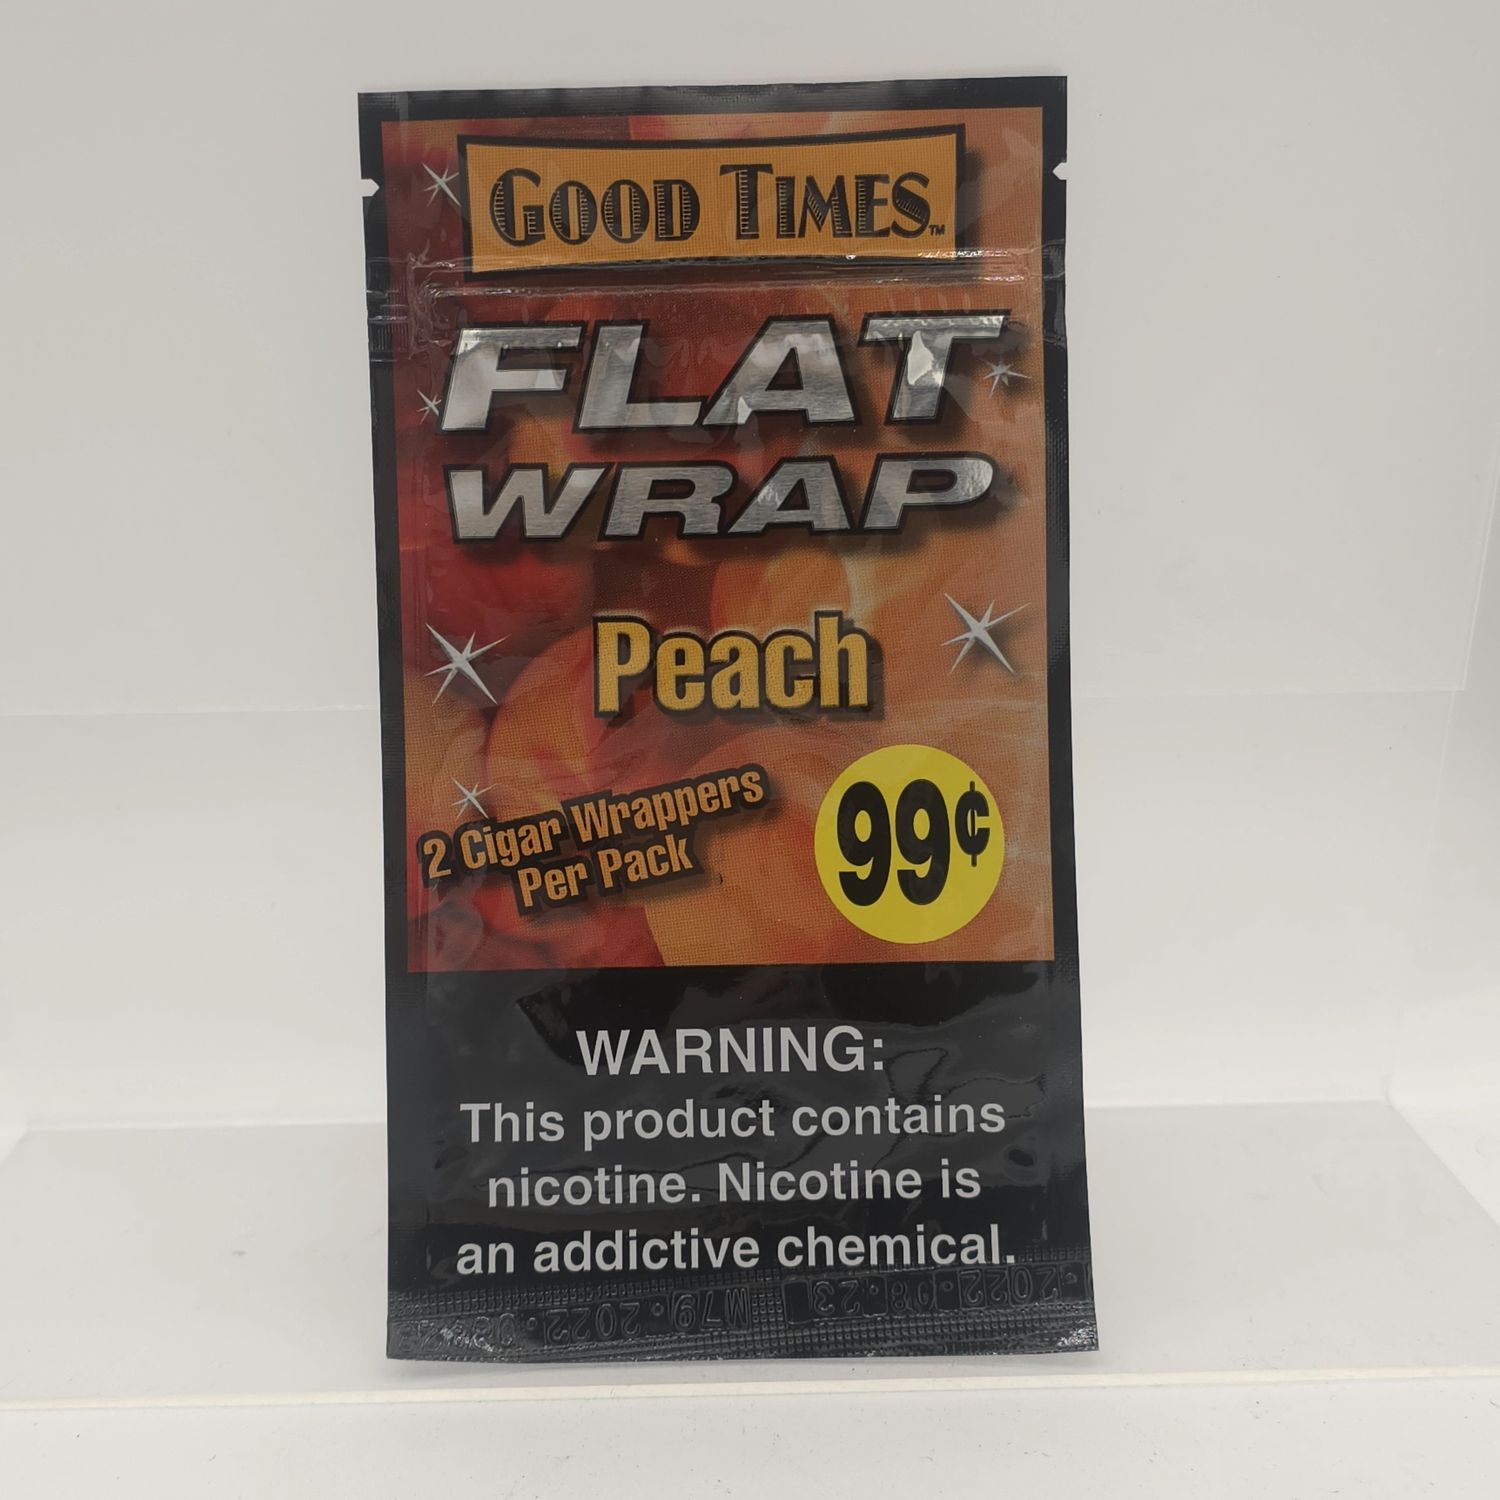 GOOD TIMES™
FLAT
WRAP
Peach
2 Cigar Wrappers
Per Pack
99¢
WARNING:
This product contains
nicotine. Nicotine is
an addictive chemical.